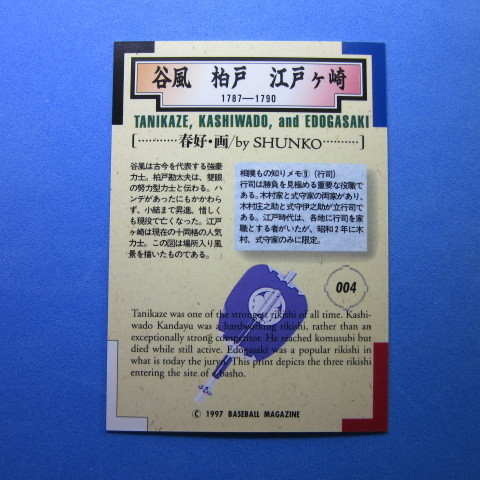 谷風 柏戸 江戸ヶ崎
1787—1790
TANIKAZE, KASHIWADO, and EDOGASAKI
[··········春好・画/by SHUNKO··········]
谷風は古今を代表する強豪
力士。柏戸勘太夫は、隻眼
の努力型力士と伝わる。ハ
ンデがあったにもかかわら
ず、小結まで昇進、惜しく
も現役で亡くなった。江戸
ヶ崎は現在の十両格の人気
力士。この図は場所入り風
景を描いたものである。
相撲もの知りメモ⑨（行司）
行司は勝負を見極める重要な役職で
ある。木村家と式守家の両家があり、
木村庄之助と式守伊之助が立行司で
ある。江戸時代は、各地に行司を家
職とする者がいたが、昭和2年に木
村、式守家のみに限定。
004
Tanikaze was one of the strongest rikishi of all time. Kashi-
wado Kandayu was a hardworking rikishi, rather than an
exceptionally strong competitor. He reached komusubi but
died while still active. Edogasaki was a popular rikishi in
what is today the juryo. This print depicts the three rikishi
entering the site of a basho.
© 1997 BASEBALL MAGAZINE